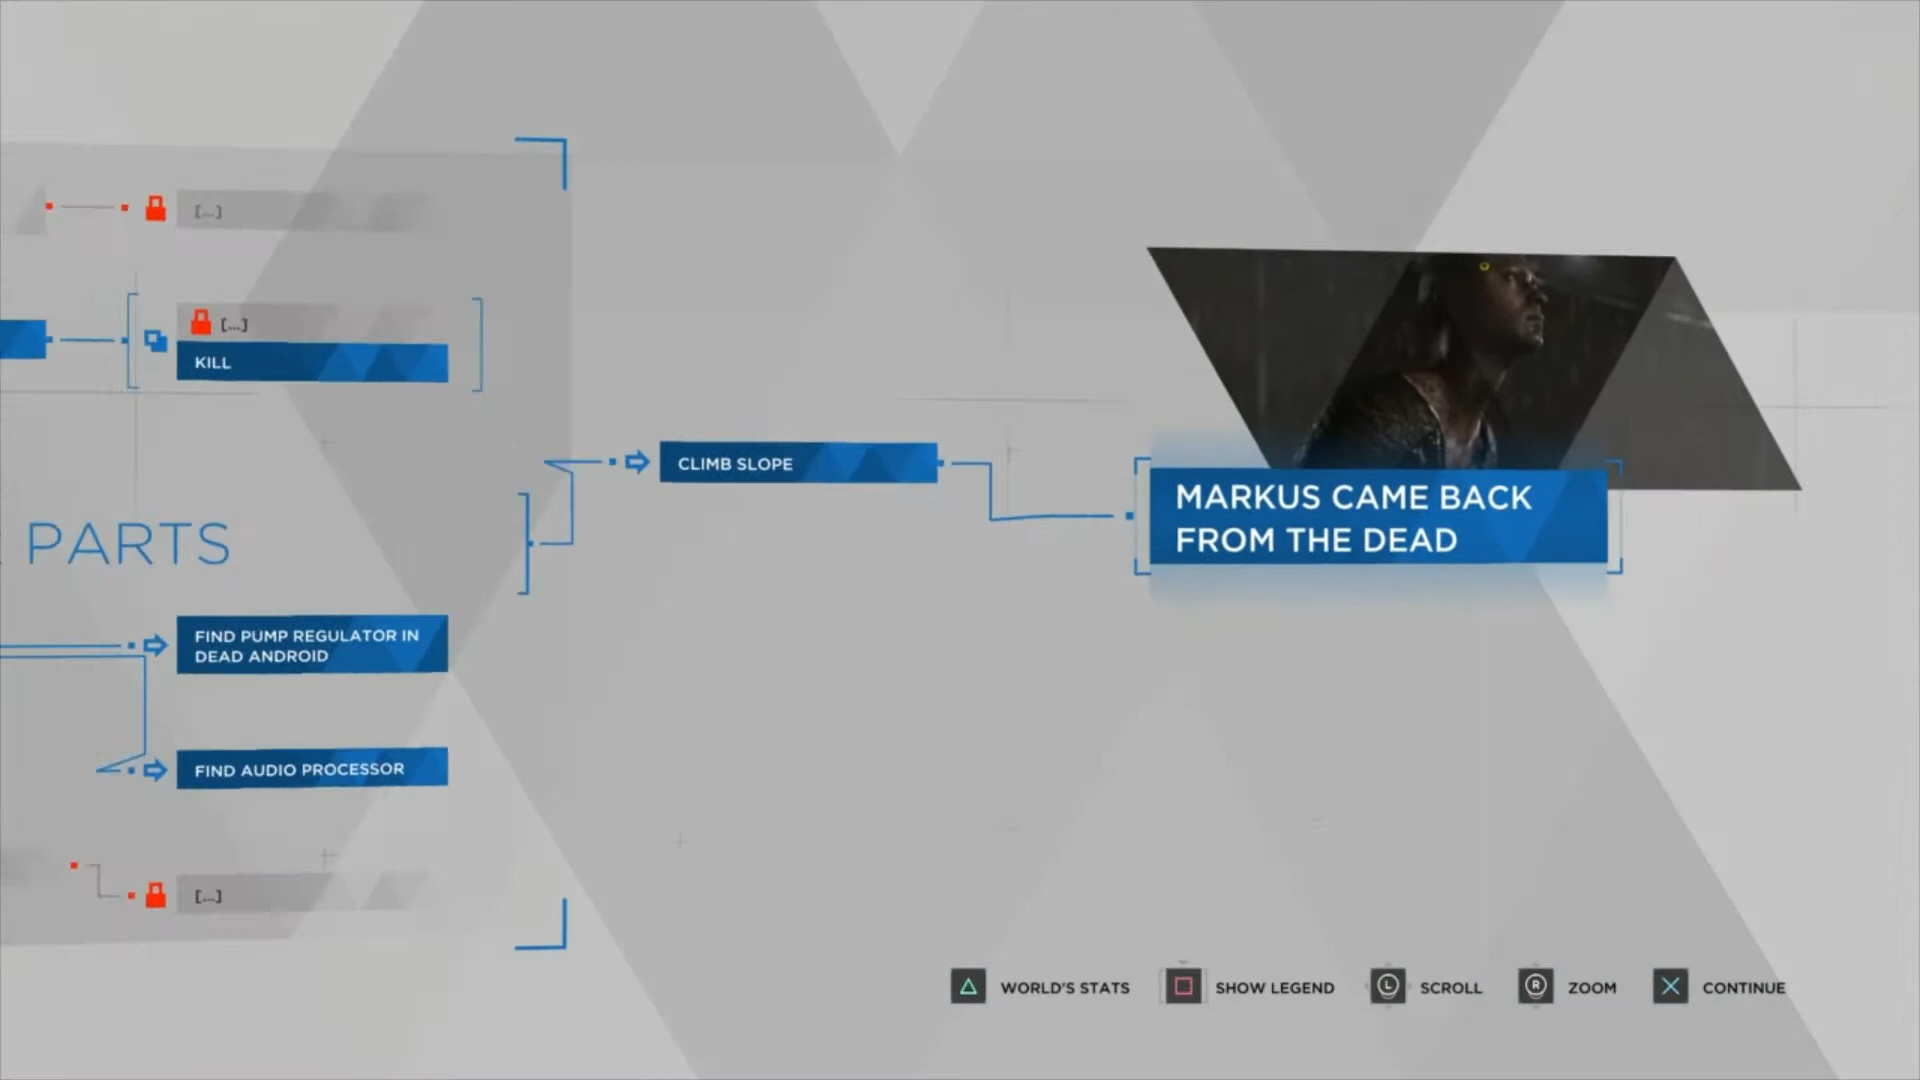 [...]
[...]
KILL
CLIMB SLOPE
MARKUS CAME BACK
FROM THE DEAD
PARTS
FIND PUMP REGULATOR IN
DEAD ANDROID
FIND AUDIO PROCESSOR
[...]
WORLD'S STATS
SHOW LEGEND
L
SCROLL
R
ZOOM
CONTINUE